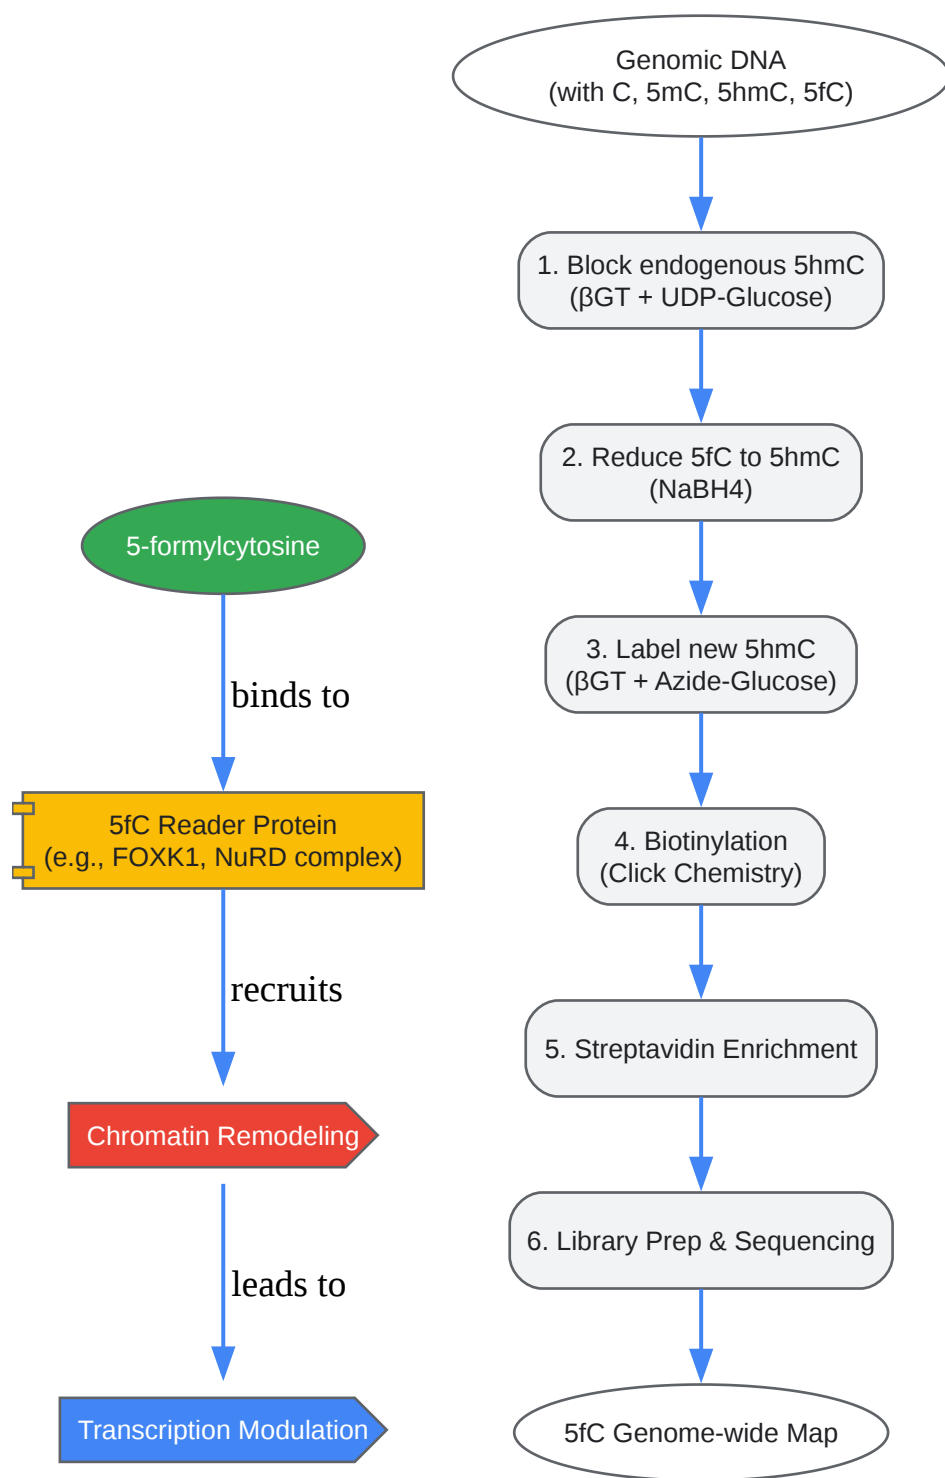 5-formylcytosine
binds to
5fC Reader Protein
(e.g., FOXK1, NuRD complex)
recruits
Chromatin Remodeling
leads to
Transcription Modulation
Genomic DNA
(with C, 5mC, 5hmC, 5fC)
1. Block endogenous 5hmC
(βGT + UDP-Glucose)
2. Reduce 5fC to 5hmC
(NaBH4)
3. Label new 5hmC
(βGT + Azide-Glucose)
4. Biotinylation
(Click Chemistry)
5. Streptavidin Enrichment
6. Library Prep & Sequencing
5fC Genome-wide Map